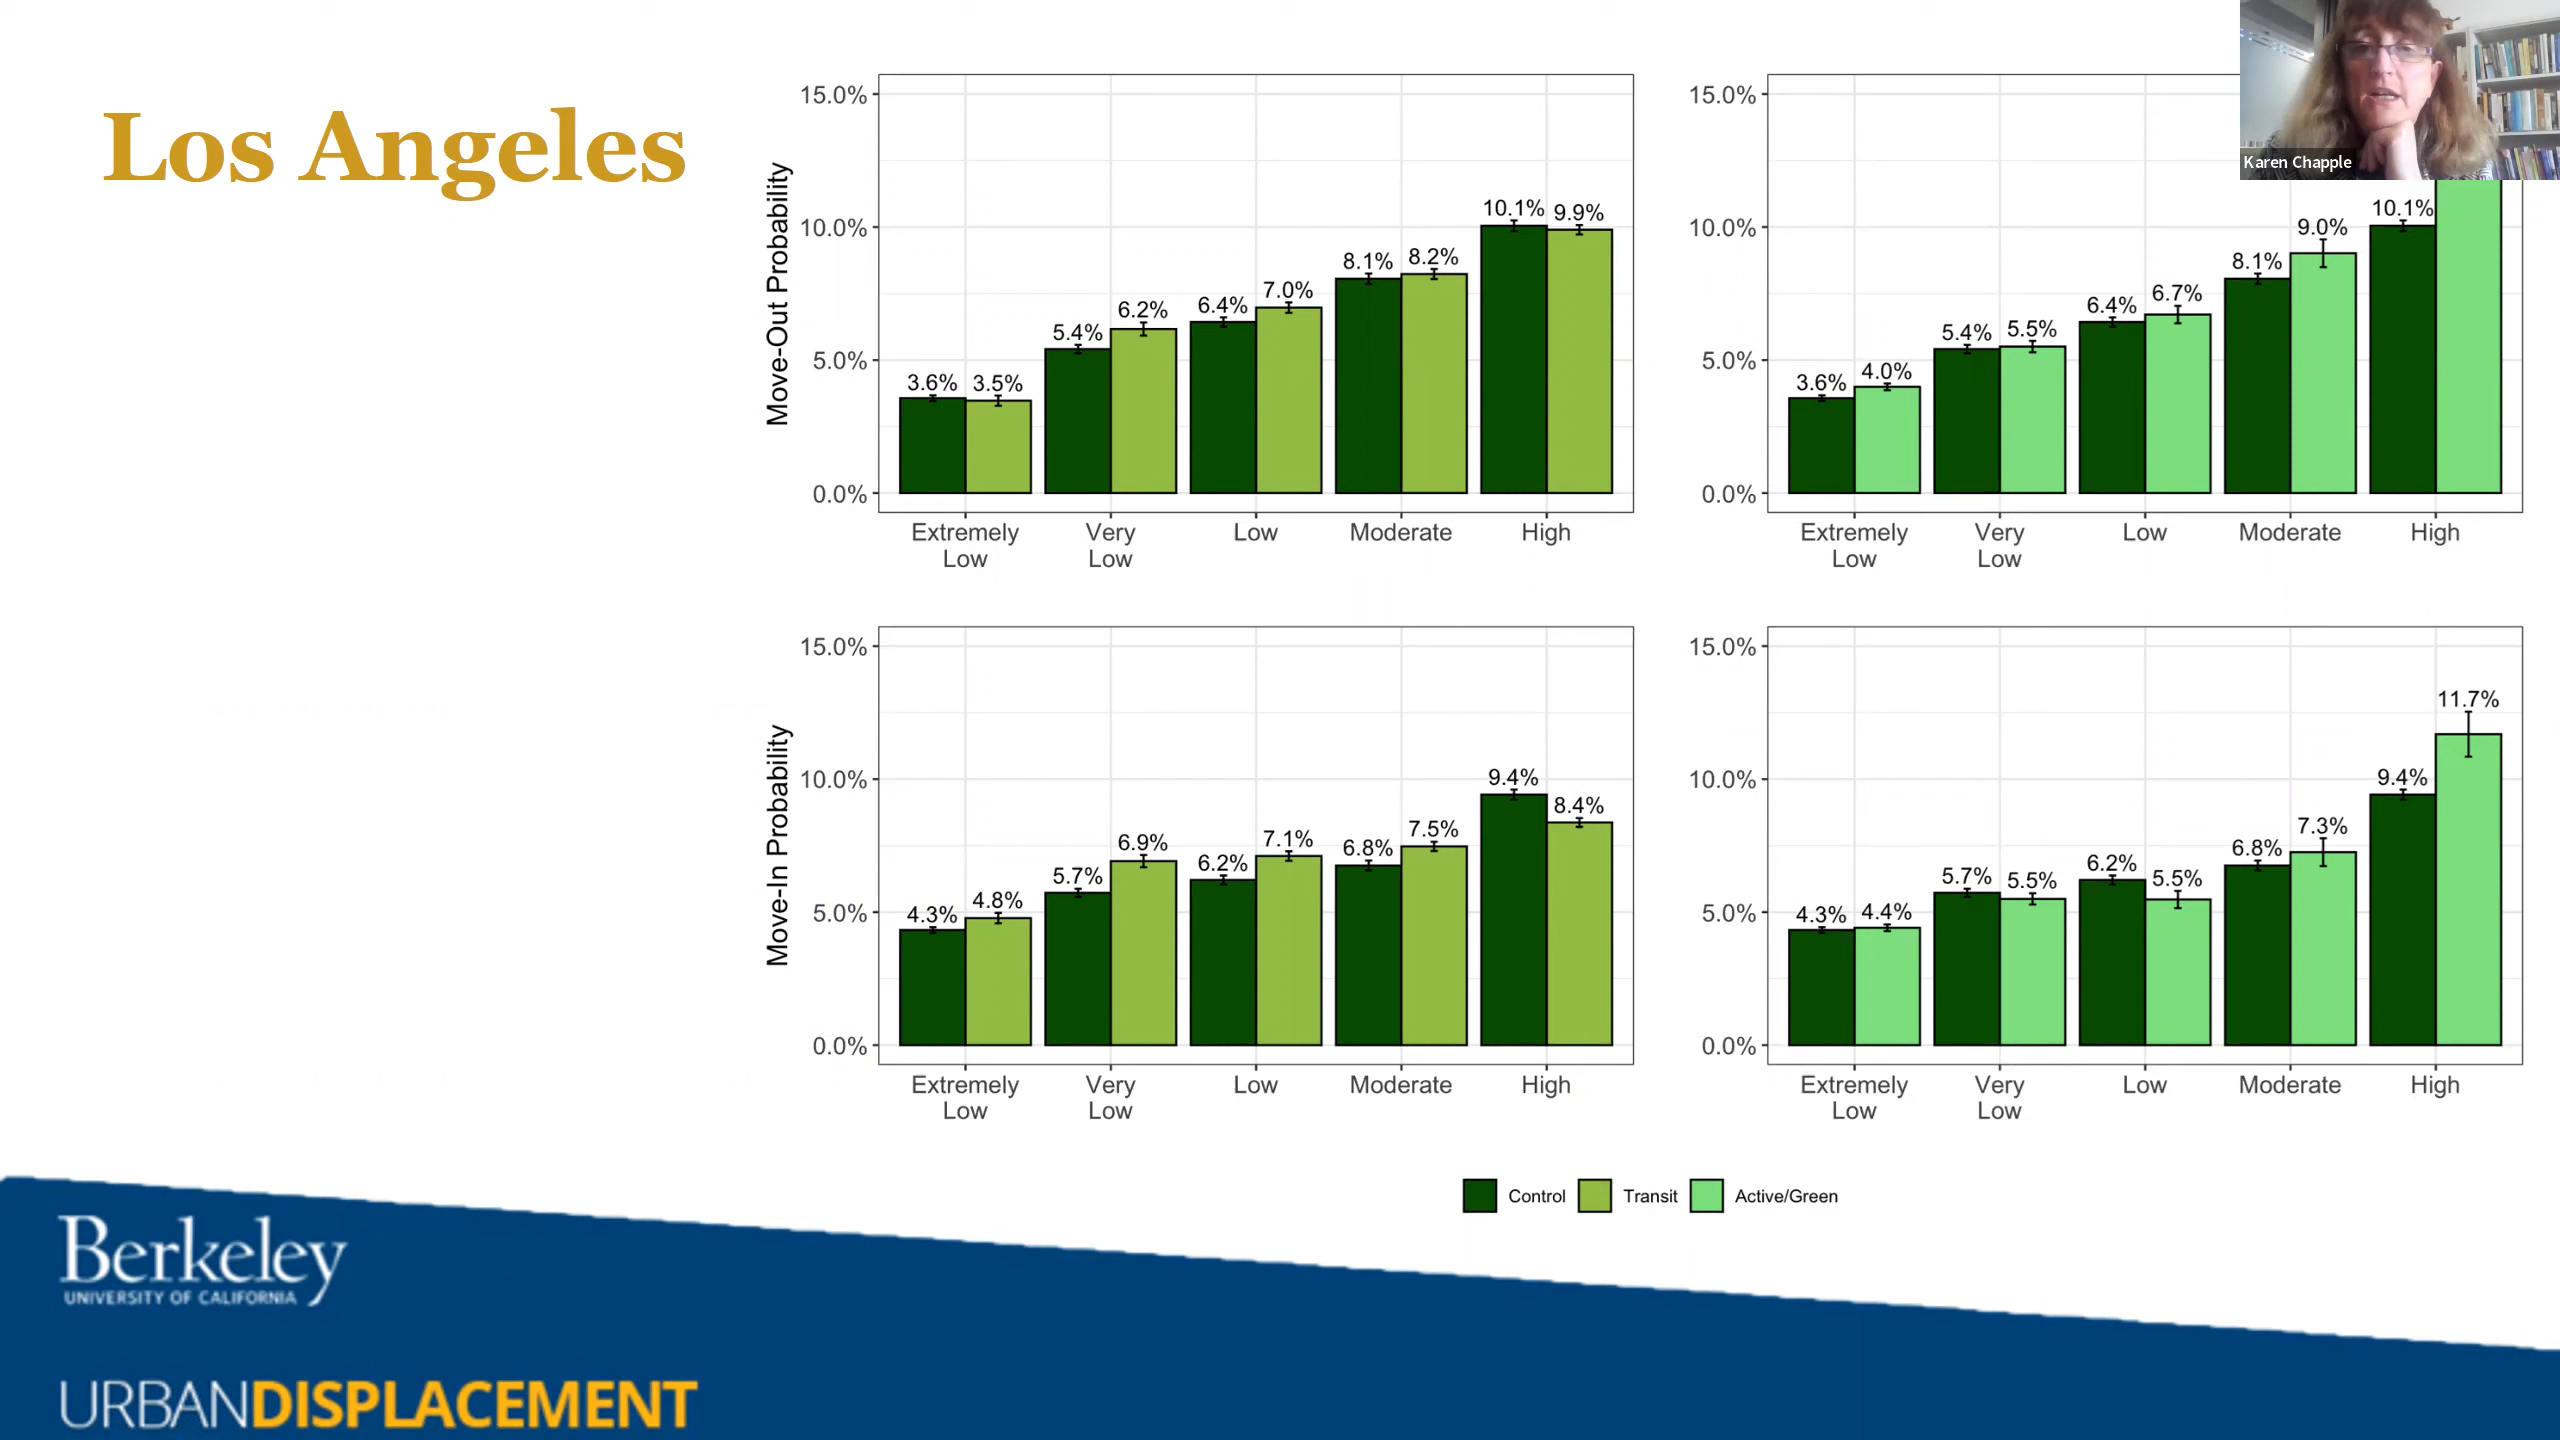 Los Angeles
Karen Chapple
Move-Out Probability
15.0%
10.0%
5.0%
0.0%
3.6% 3.5%
5.4% 6.2%
6.4% 7.0%
8.1% 8.2%
10.1% 9.9%
Extremely Low
Very Low
Low
Moderate
High
15.0%
10.0%
5.0%
0.0%
3.6% 4.0%
5.4% 5.5%
6.4% 6.7%
8.1% 9.0%
10.1%
Extremely Low
Very Low
Low
Moderate
High
Move-In Probability
15.0%
10.0%
5.0%
0.0%
4.3% 4.8%
5.7% 6.9%
6.2% 7.1%
6.8% 7.5%
9.4% 8.4%
Extremely Low
Very Low
Low
Moderate
High
15.0%
10.0%
5.0%
0.0%
4.3% 4.4%
5.7% 5.5%
6.2% 5.5%
6.8% 7.3%
9.4% 11.7%
Extremely Low
Very Low
Low
Moderate
High
Control Transit Active/Green
Berkeley
UNIVERSITY OF CALIFORNIA
URBANDISPLACEMENT